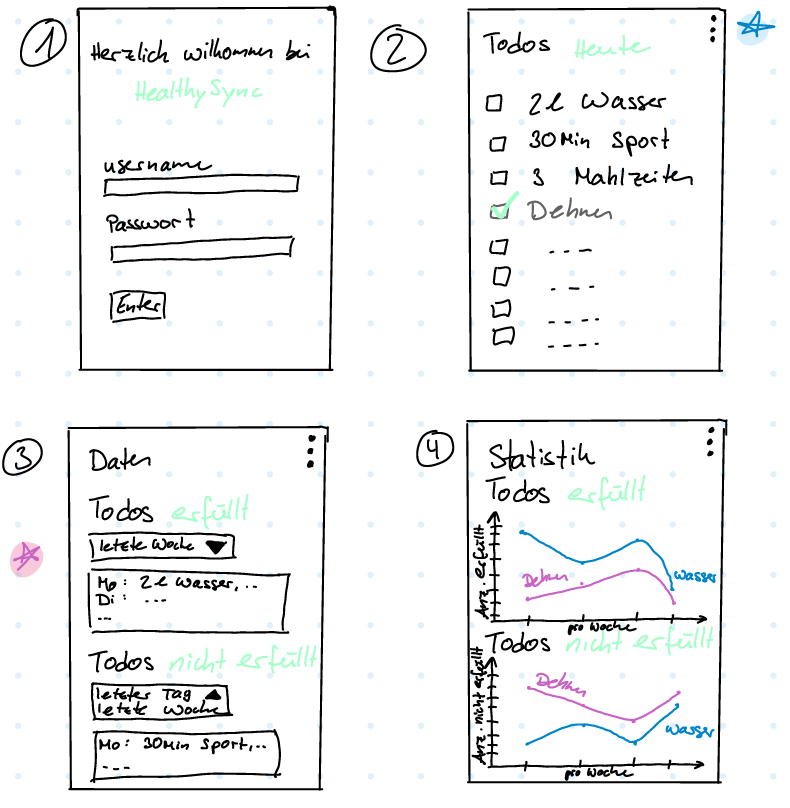 1
Herzlich willkommen bei
HealthySync
username
Passwort
Enter
2
Todos Heute
2l Wasser
30Min Sport
3 Mahlzeiten
Dehnen
3
Daten
Todos erfüllt
letzte Woche
Mo: 2l Wasser,..
Di: ---
---
Todos nicht erfüllt
letzter Tag
letzte Woche
Mo: 30Min Sport,..
---
4
Statistik
Todos erfüllt
Anz. erfüllt
Dehnen
Wasser
pro Woche
Todos nicht erfüllt
Anz. nicht erfüllt
Dehnen
Wasser
pro Woche